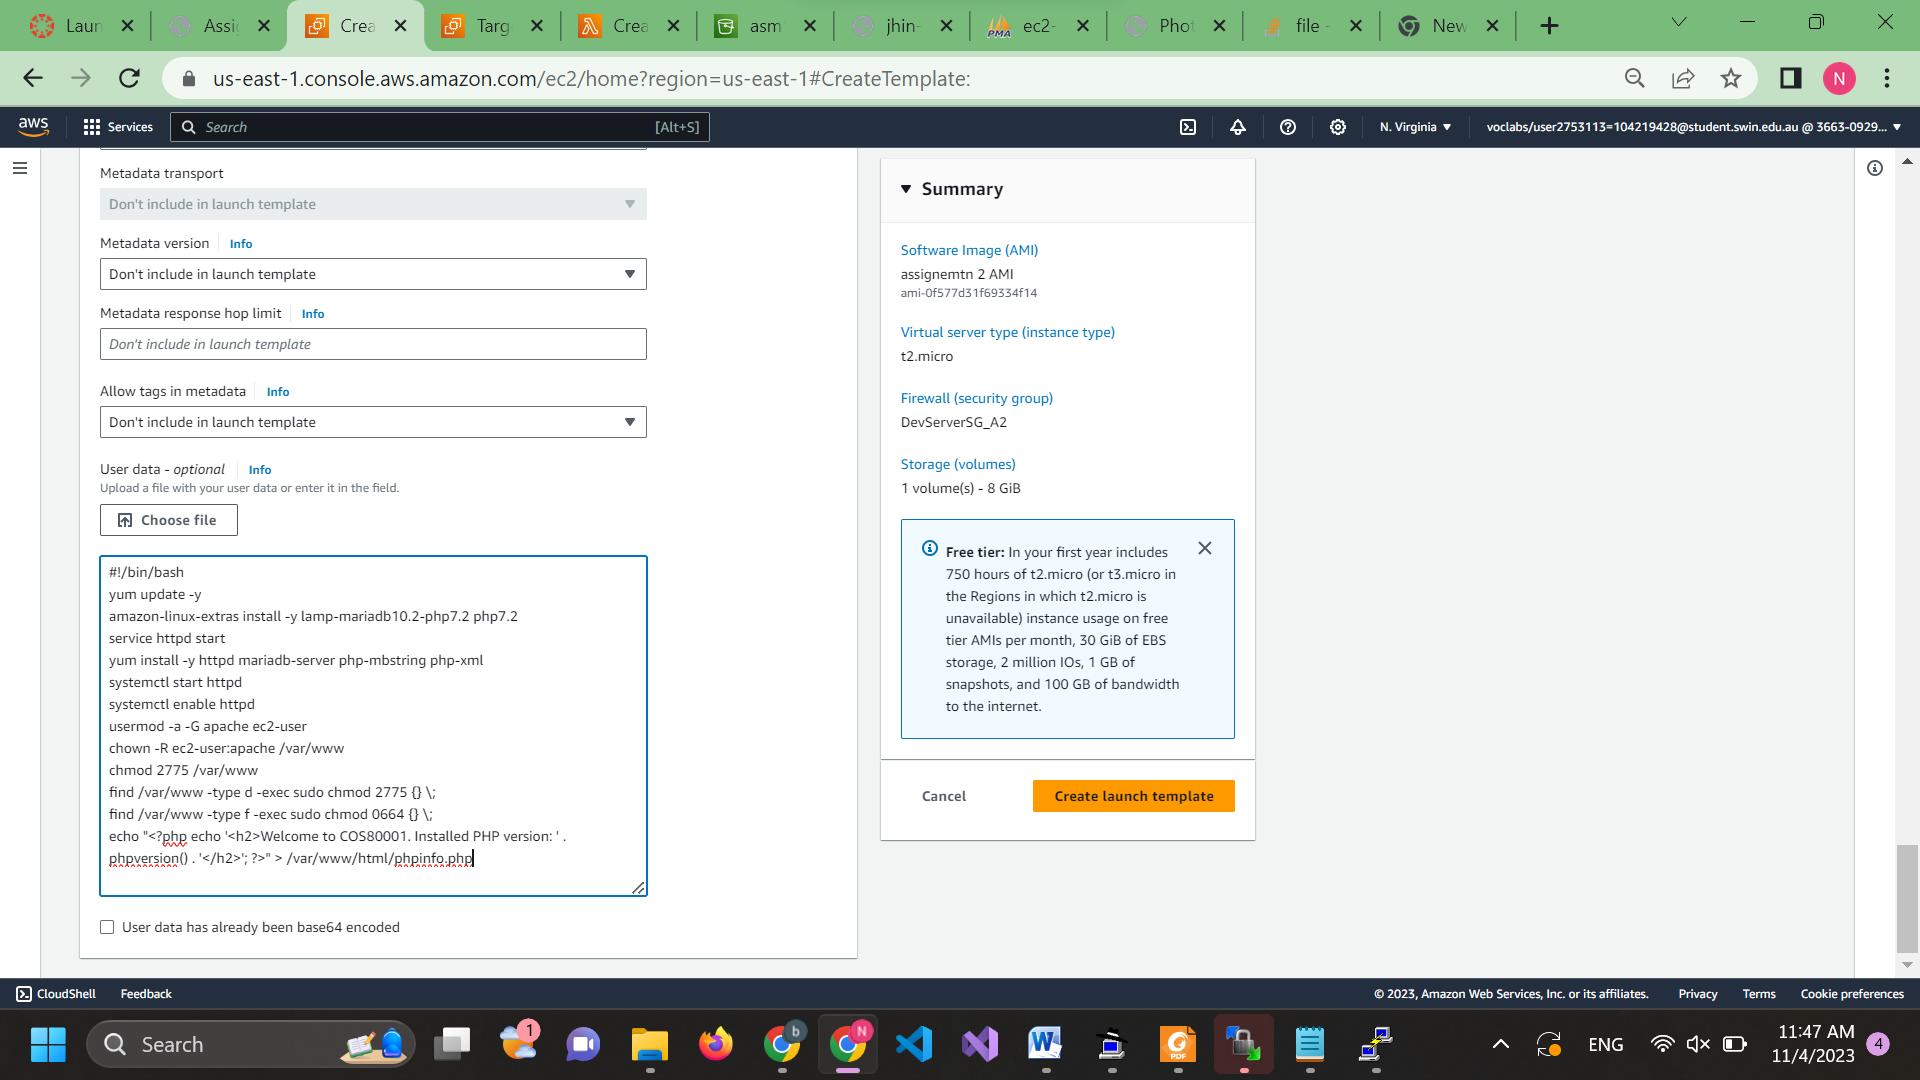 Laun
Assi
Crea
Targ
Crea
asm
jhin-
PMA
ec2-
Phot
file -
New
us-east-1.console.aws.amazon.com/ec2/home?region=us-east-1#CreateTemplate:
N
aws
Services
Search
[Alt+S]
N. Virginia
voclabs/user2753113=104219428@student.swin.edu.au @ 3663-0929...
Metadata transport
Don't include in launch template
Metadata version
Info
Don't include in launch template
Metadata response hop limit
Info
Don't include in launch template
Allow tags in metadata
Info
Don't include in launch template
User data - optional
Info
Upload a file with your user data or enter it in the field.
Choose file
#!/bin/bash
yum update -y
amazon-linux-extras install -y lamp-mariadb10.2-php7.2 php7.2
service httpd start
yum install -y httpd mariadb-server php-mbstring php-xml
systemctl start httpd
systemctl enable httpd
usermod -a -G apache ec2-user
chown -R ec2-user:apache /var/www
chmod 2775 /var/www
find /var/www -type d -exec sudo chmod 2775 {} \;
find /var/www -type f -exec sudo chmod 0664 {} \;
echo "<?php echo '<h2>Welcome to COS80001. Installed PHP version: ' .
phpversion() . '</h2>'; ?>" > /var/www/html/phpinfo.php
User data has already been base64 encoded
Summary
Software Image (AMI)
assignemtn 2 AMI
ami-0f577d31f69334f14
Virtual server type (instance type)
t2.micro
Firewall (security group)
DevServerSG_A2
Storage (volumes)
1 volume(s) - 8 GiB
Free tier: In your first year includes
750 hours of t2.micro (or t3.micro in
the Regions in which t2.micro is
unavailable) instance usage on free
tier AMIs per month, 30 GiB of EBS
storage, 2 million IOs, 1 GB of
snapshots, and 100 GB of bandwidth
to the internet.
Cancel
Create launch template
CloudShell
Feedback
© 2023, Amazon Web Services, Inc. or its affiliates.
Privacy
Terms
Cookie preferences
Search
1
b
N
W
PDF
ENG
11:47 AM
11/4/2023
4